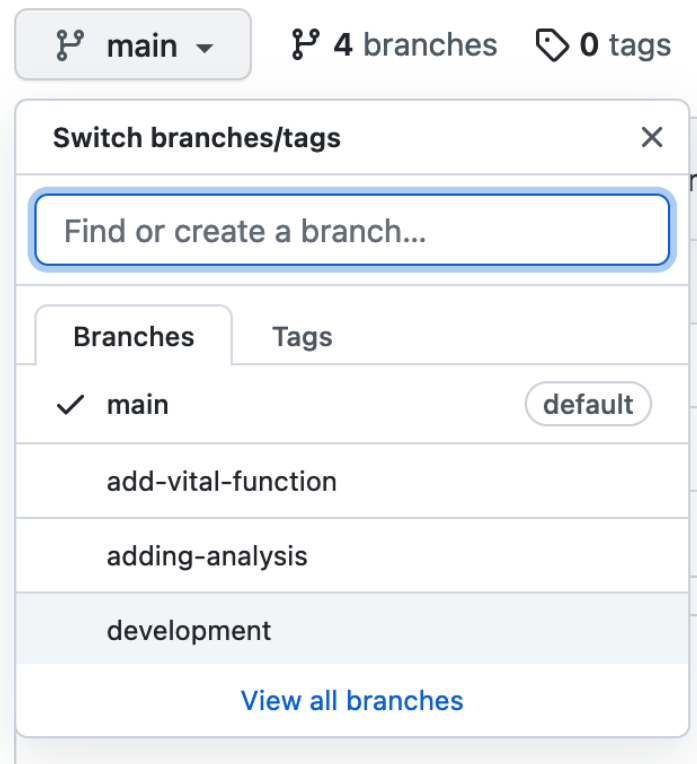 main 4 branches 0 tags
Switch branches/tags
Find or create a branch...
Branches Tags
main default
add-vital-function
adding-analysis
development
View all branches